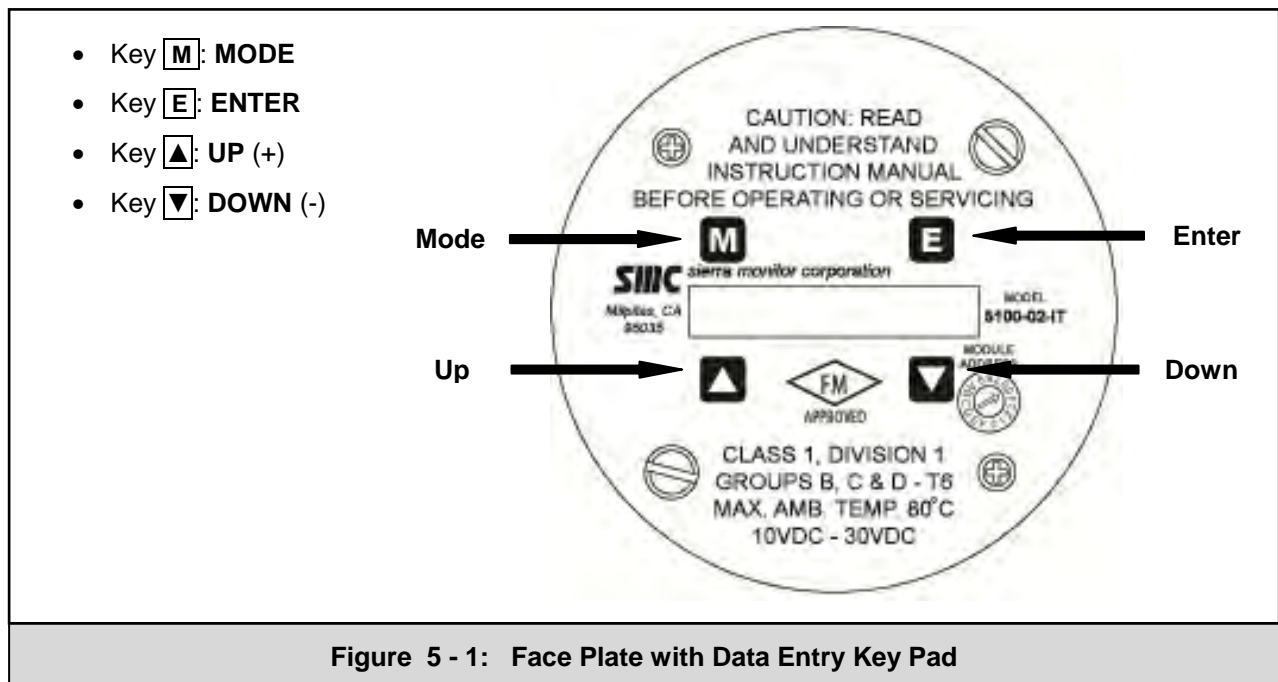 • Key M: MODE
• Key E: ENTER
• Key ▲: UP (+)
• Key ▼: DOWN (-)
CAUTION: READ
AND UNDERSTAND
INSTRUCTION MANUAL
BEFORE OPERATING OR SERVICING
Mode
M
E
Enter
SMC
sierra monitor corporation
Milpitas, CA
95035
MODEL
5100-02-IT
Up
FM
APPROVED
MODULE
ADDRESS
Down
CLASS 1, DIVISION 1
GROUPS B, C & D - T6
MAX. AMB. TEMP. 60°C
10VDC - 30VDC
Figure 5 - 1: Face Plate with Data Entry Key Pad